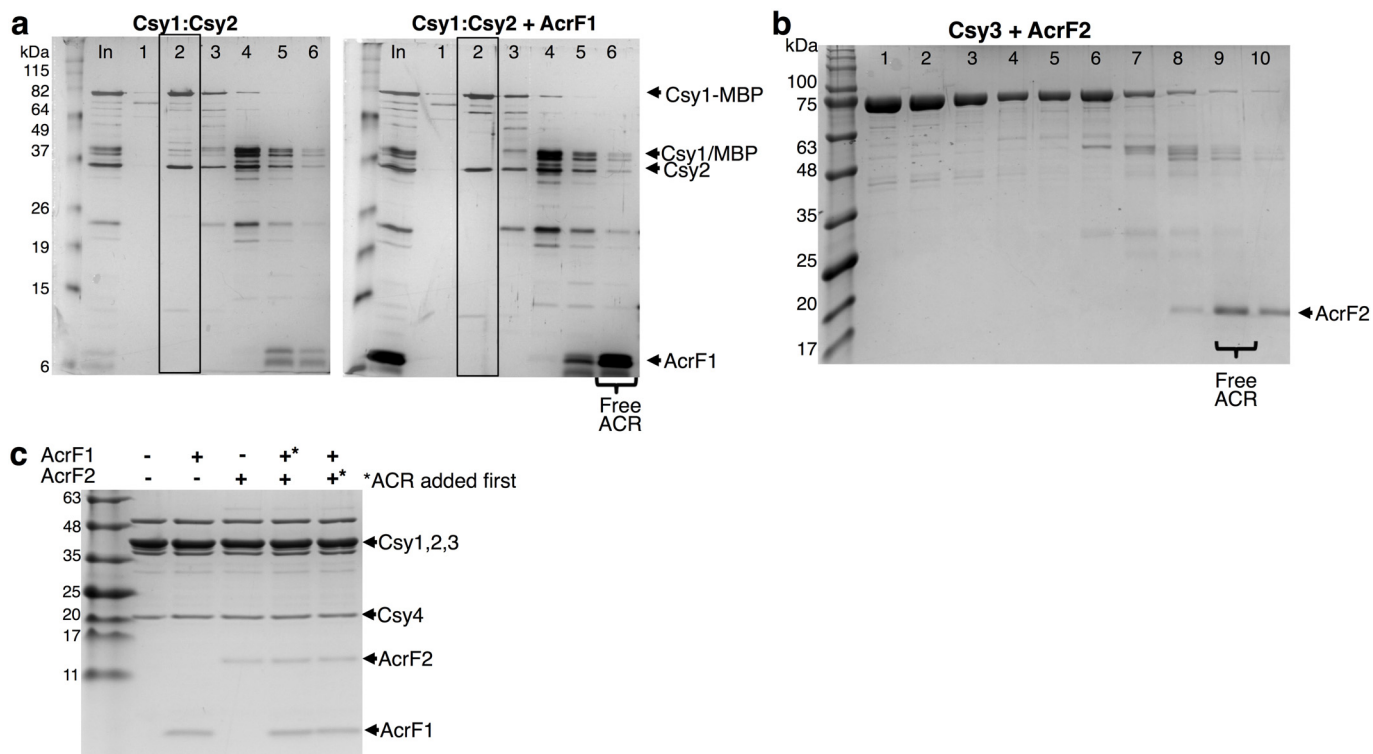 a
Csy1:Csy2
Csy1:Csy2 + AcrF1
kDa
In 1 2 3 4 5 6
In 1 2 3 4 5 6
115
82
64
49
37
26
19
15
6
Csy1-MBP
Csy1/MBP
Csy2
AcrF1
Free
ACR
b
Csy3 + AcrF2
kDa
1 2 3 4 5 6 7 8 9 10
100
75
63
48
35
25
20
17
AcrF2
Free
ACR
c
AcrF1 - + - +* +
AcrF2 - - + + +* *ACR added first
63
48
35
25
20
17
11
Csy1,2,3
Csy4
AcrF2
AcrF1